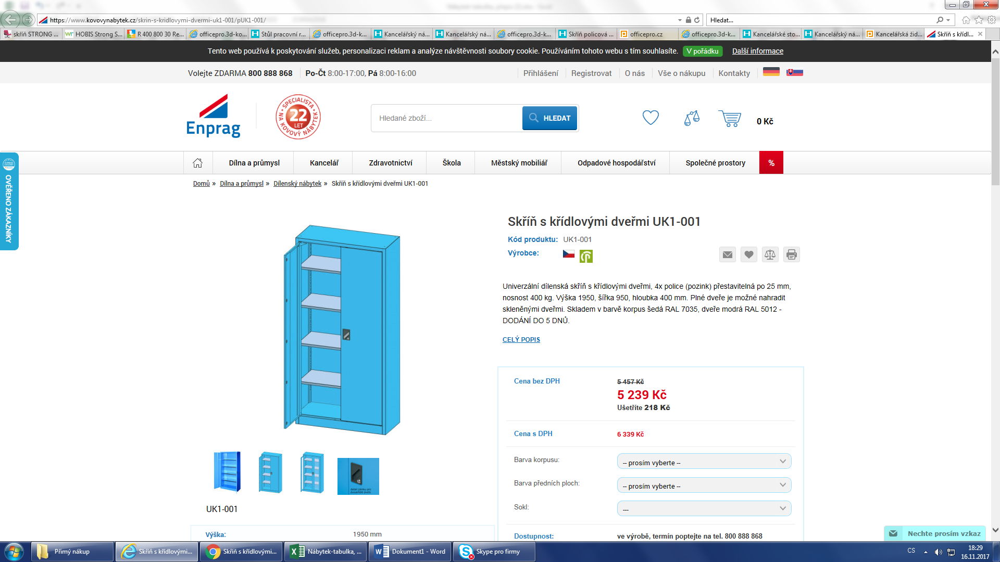 https://www.kovovynabytek.cz/skrin-s-kridlovymi-dvermi-uk1-001/pUK1-001/
Hledat...
skříň STRONG ...
HOBIS Strong S...
R 400 800 30 Re...
officepro.3d-ko...
Stůl pracovní r...
officepro.3d-k...
Kancelářský ná...
Kancelářský ná...
officepro.3d-k...
Skříň policová ...
officepro.cz
officepro.3d-k...
Kancelářské sto...
Kancelářský ná...
Kancelářská žid...
Skříň s křídl...
Tento web používá k poskytování služeb, personalizaci reklam a analýze návštěvnosti soubory cookie. Používáním tohoto webu s tím souhlasíte. V pořádku Další informace
Volejte ZDARMA 800 888 868 Po-Čt 8:00-17:00, Pá 8:00-16:00
Přihlášení Registrovat O nás Vše o nákupu Kontakty
Enprag
SPECIALISTA
22
LET
NA KOVOVÝ NÁBYTEK
Hledané zboží...
HLEDAT
0 Kč
Dílna a průmysl Kancelář Zdravotnictví Škola Městský mobiliář Odpadové hospodářství Společné prostory %
OVĚŘENO ZÁKAZNÍKY
Domů » Dílna a průmysl » Dílenský nábytek » Skříň s křídlovými dveřmi UK1-001
Skříň s křídlovými dveřmi UK1-001
Kód produktu: UK1-001
Výrobce:
Univerzální dílenská skříň s křídlovými dveřmi, 4x police (pozink) přestavitelná po 25 mm,
nosnost 400 kg. Výška 1950, šířka 950, hloubka 400 mm. Plné dveře je možné nahradit
skleněnými dveřmi. Skladem v barvě korpus šedá RAL 7035, dveře modrá RAL 5012 -
DODÁNÍ DO 5 DNŮ.
CELÝ POPIS
Cena bez DPH
5 457 Kč
5 239 Kč
Ušetříte 218 Kč
Cena s DPH 6 339 Kč
Barva korpusu: -- prosím vyberte --
Barva předních ploch: -- prosím vyberte --
Sokl: ---
Dostupnost: ve výrobě, termín poptejte na tel. 800 888 868
UK1-001
Výška: 1950 mm
Nechte prosím vzkaz
Přímý nákup
Skříň s křídlovými...
Skříň s křídlovými...
Nábytek-tabulka, ...
Dokument1 - Word
Skype pro firmy
CS
18:29
16.11.2017